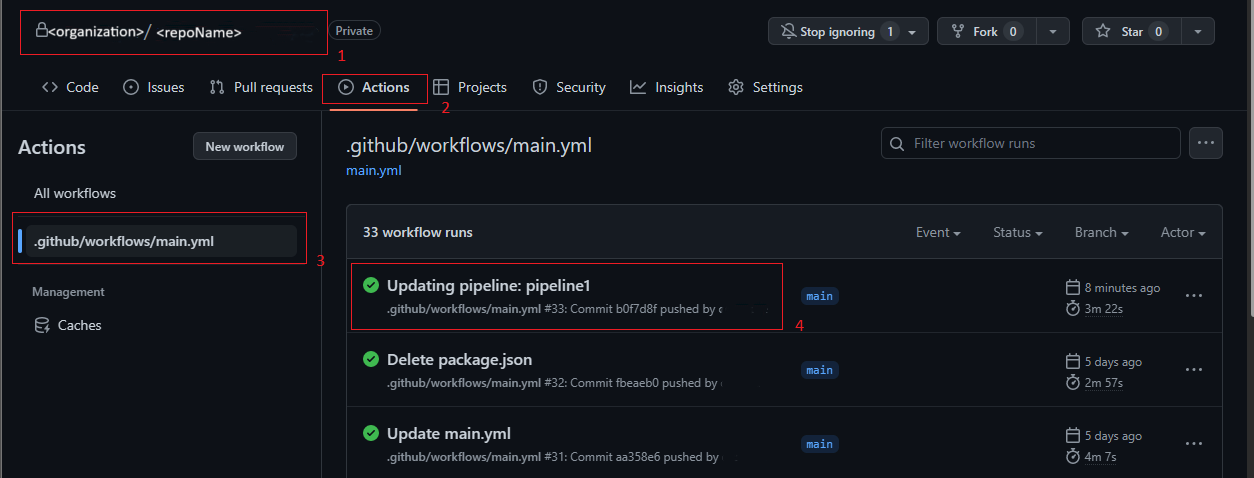 <organization>/ <repoName> Private Stop ignoring 1 Fork 0 Star 0
1
Code Issues Pull requests Actions Projects Security Insights Settings
2
Actions New workflow
All workflows
.github/workflows/main.yml
3
Management
Caches
.github/workflows/main.yml Filter workflow runs
main.yml
33 workflow runs Event Status Branch Actor
Updating pipeline: pipeline1 main 8 minutes ago
.github/workflows/main.yml #33: Commit b0f7d8f pushed by 3m 22s
4
Delete package.json main 5 days ago
.github/workflows/main.yml #32: Commit fbeaeb0 pushed by 2m 57s
Update main.yml main 5 days ago
.github/workflows/main.yml #31: Commit aa358e6 pushed by 4m 7s